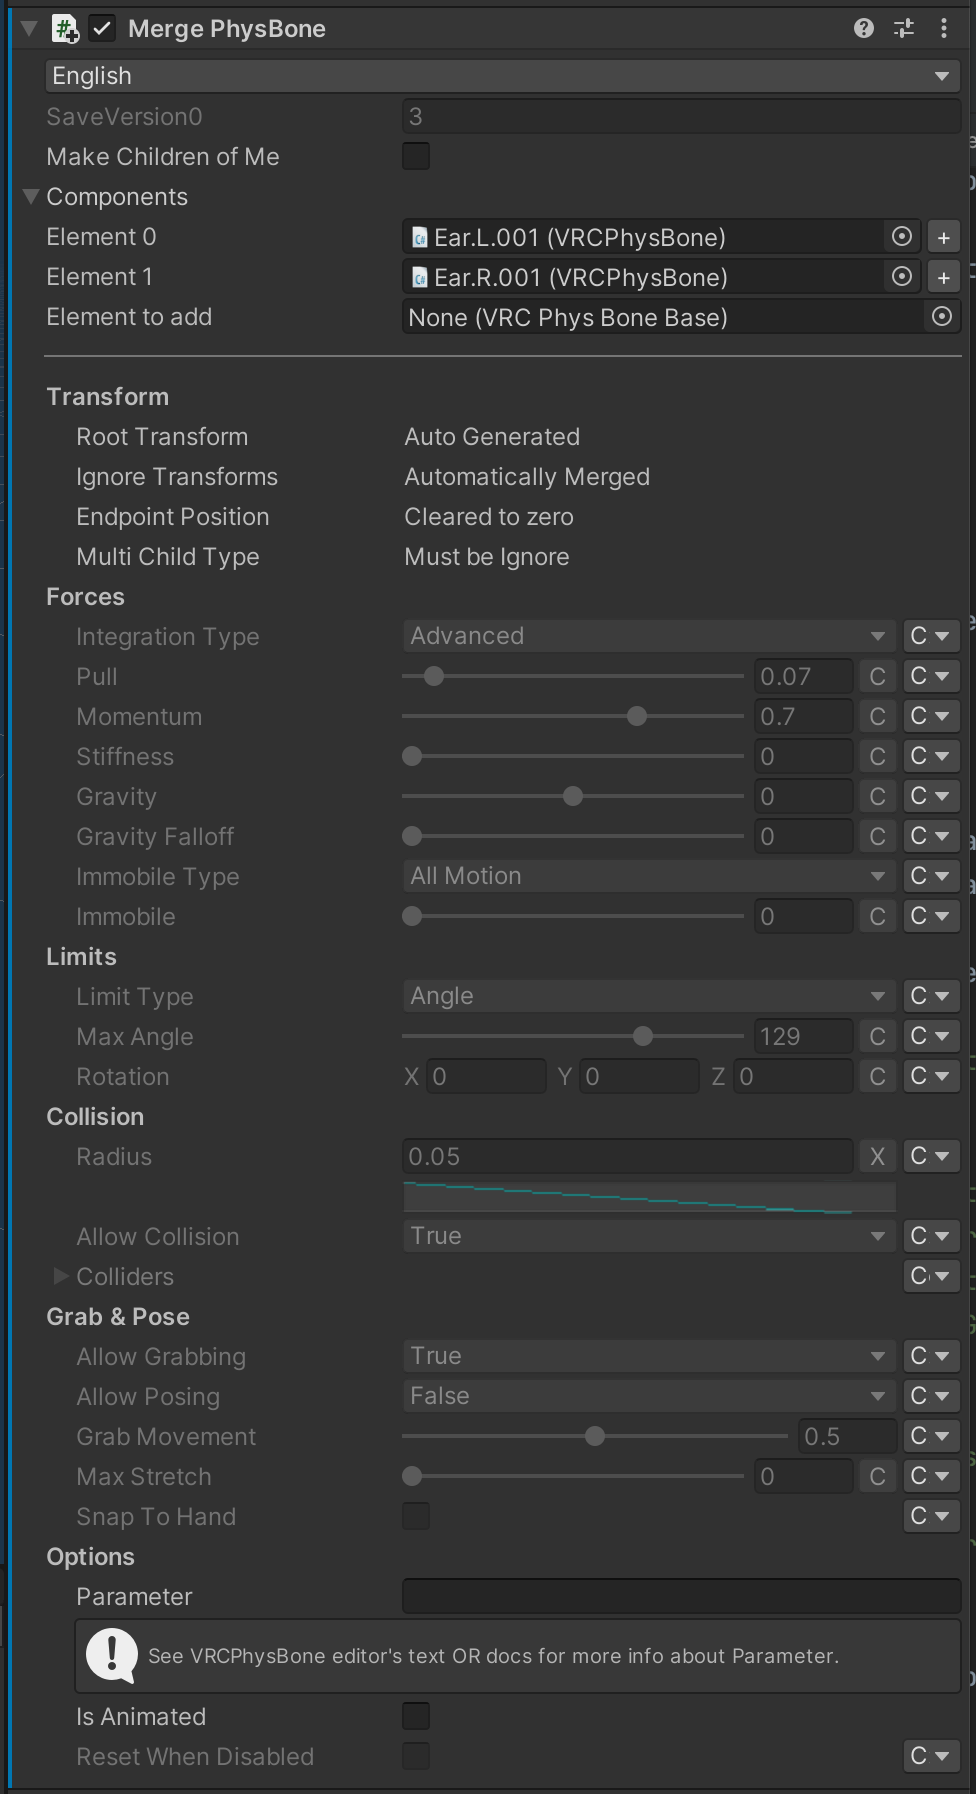 Merge PhysBone
English
SaveVersion0 3
Make Children of Me
Components
Element 0 Ear.L.001 (VRCPhysBone) +
Element 1 Ear.R.001 (VRCPhysBone) +
Element to add None (VRC Phys Bone Base)
Transform
Root Transform Auto Generated
Ignore Transforms Automatically Merged
Endpoint Position Cleared to zero
Multi Child Type Must be Ignore
Forces
Integration Type Advanced C
Pull 0.07 C C
Momentum 0.7 C C
Stiffness 0 C C
Gravity 0 C C
Gravity Falloff 0 C C
Immobile Type All Motion C
Immobile 0 C C
Limits
Limit Type Angle C
Max Angle 129 C C
Rotation X 0 Y 0 Z 0 C C
Collision
Radius 0.05 X C
Allow Collision True C
Colliders C
Grab & Pose
Allow Grabbing True C
Allow Posing False C
Grab Movement 0.5 C
Max Stretch 0 C C
Snap To Hand C
Options
Parameter
See VRCPhysBone editor's text OR docs for more info about Parameter.
Is Animated
Reset When Disabled C